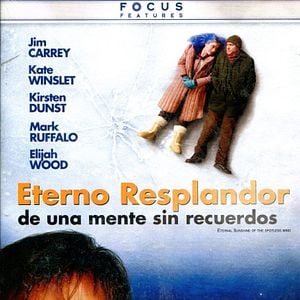 FOCUS
FEATURES
Jim
CARREY
Kate
WINSLET
Kirsten
DUNST
Mark
RUFFALO
Elijah
WOOD
Eterno Resplandor
de una mente sin recuerdos
ETERNAL SUNSHINE OF THE SPOTLESS MIND